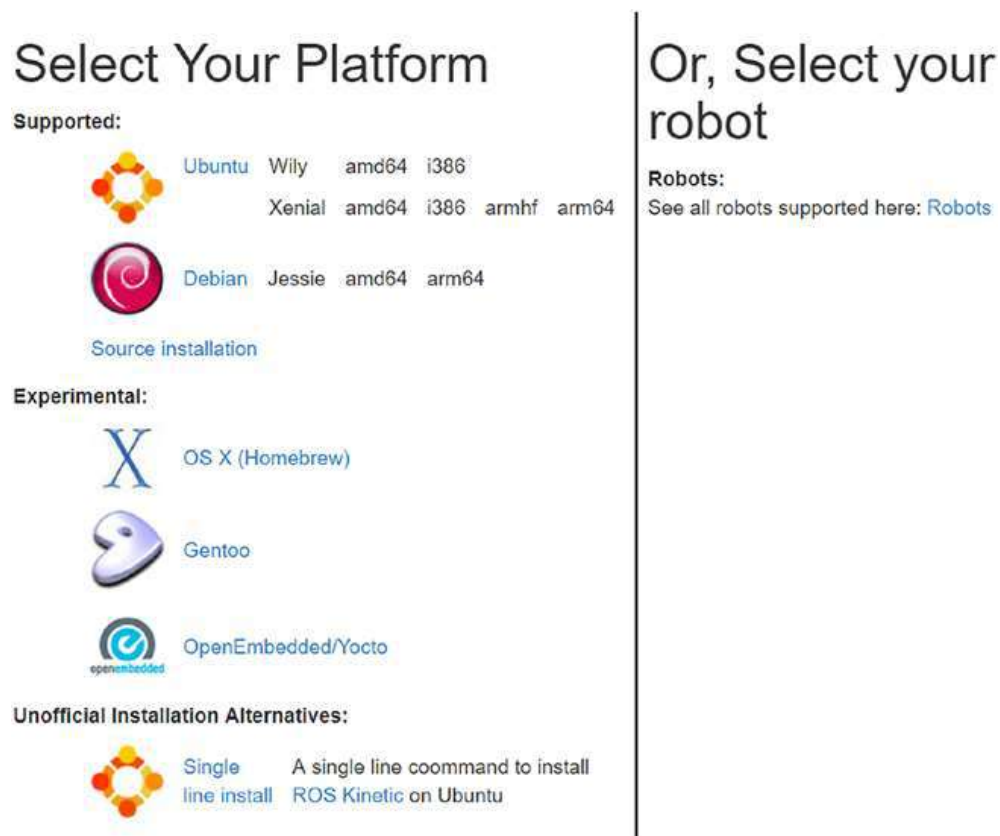 Select Your Platform
Supported:
Ubuntu Wily amd64 i386
Xenial amd64 i386 armhf arm64
Debian Jessie amd64 arm64
Source installation
Experimental:
X
OS X (Homebrew)
Gentoo
OpenEmbedded/Yocto
openembedded
Unofficial Installation Alternatives:
Single A single line coommand to install
line install ROS Kinetic on Ubuntu
Or, Select your
robot
Robots:
See all robots supported here: Robots